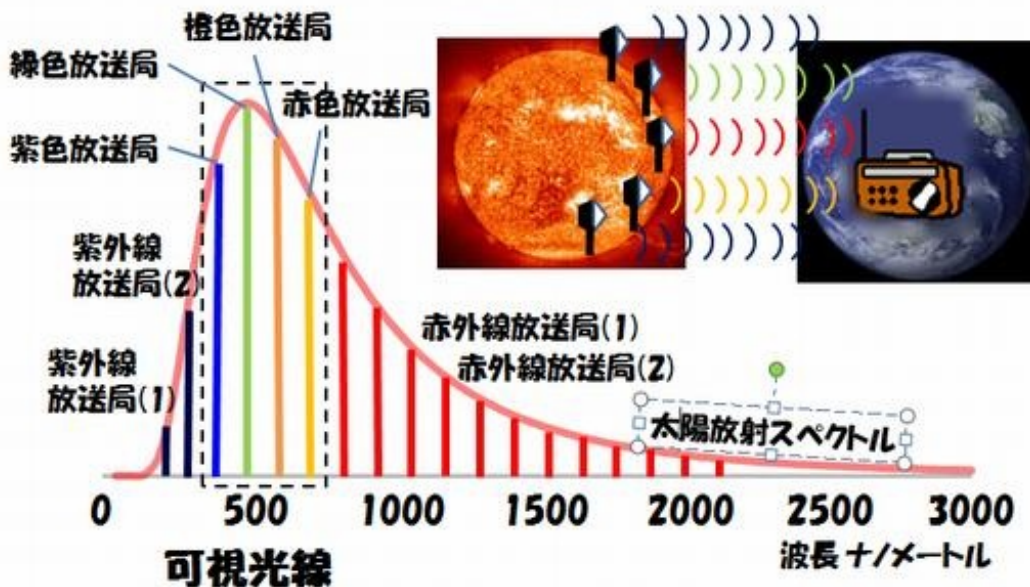 橙色放送局
緑色放送局
赤色放送局
紫色放送局
紫外線
放送局(2)
赤外線放送局(1)
紫外線
放送局(1)
赤外線放送局(2)
太陽放射スペクトル
0 500 1000 1500 2000 2500 3000
可視光線
波長ナノメートル